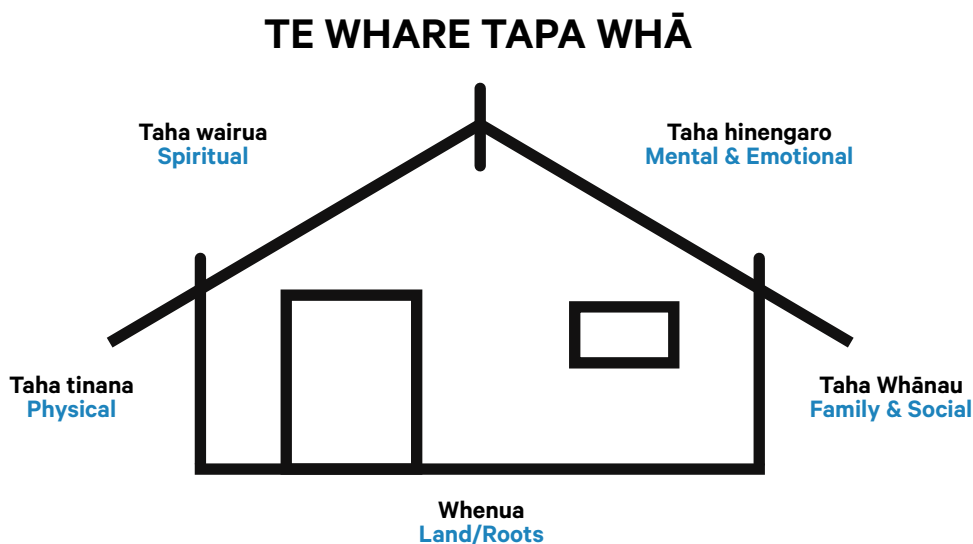 TE WHARE TAPA WHĀ
Taha wairua
Spiritual
Taha hinengaro
Mental & Emotional
Taha tinana
Physical
Taha Whānau
Family & Social
Whenua
Land/Roots